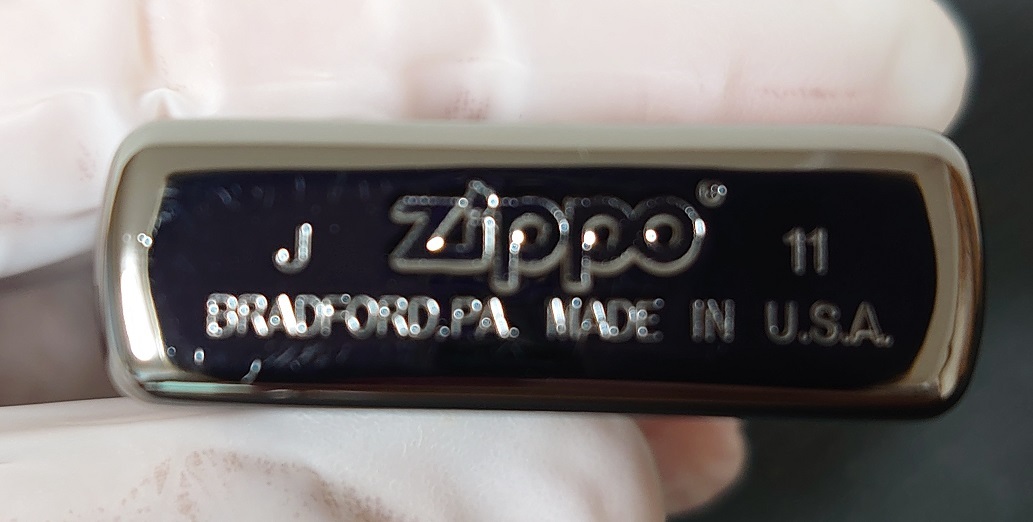 J zippo® 11
BRADFORD,PA. MADE IN U.S.A.